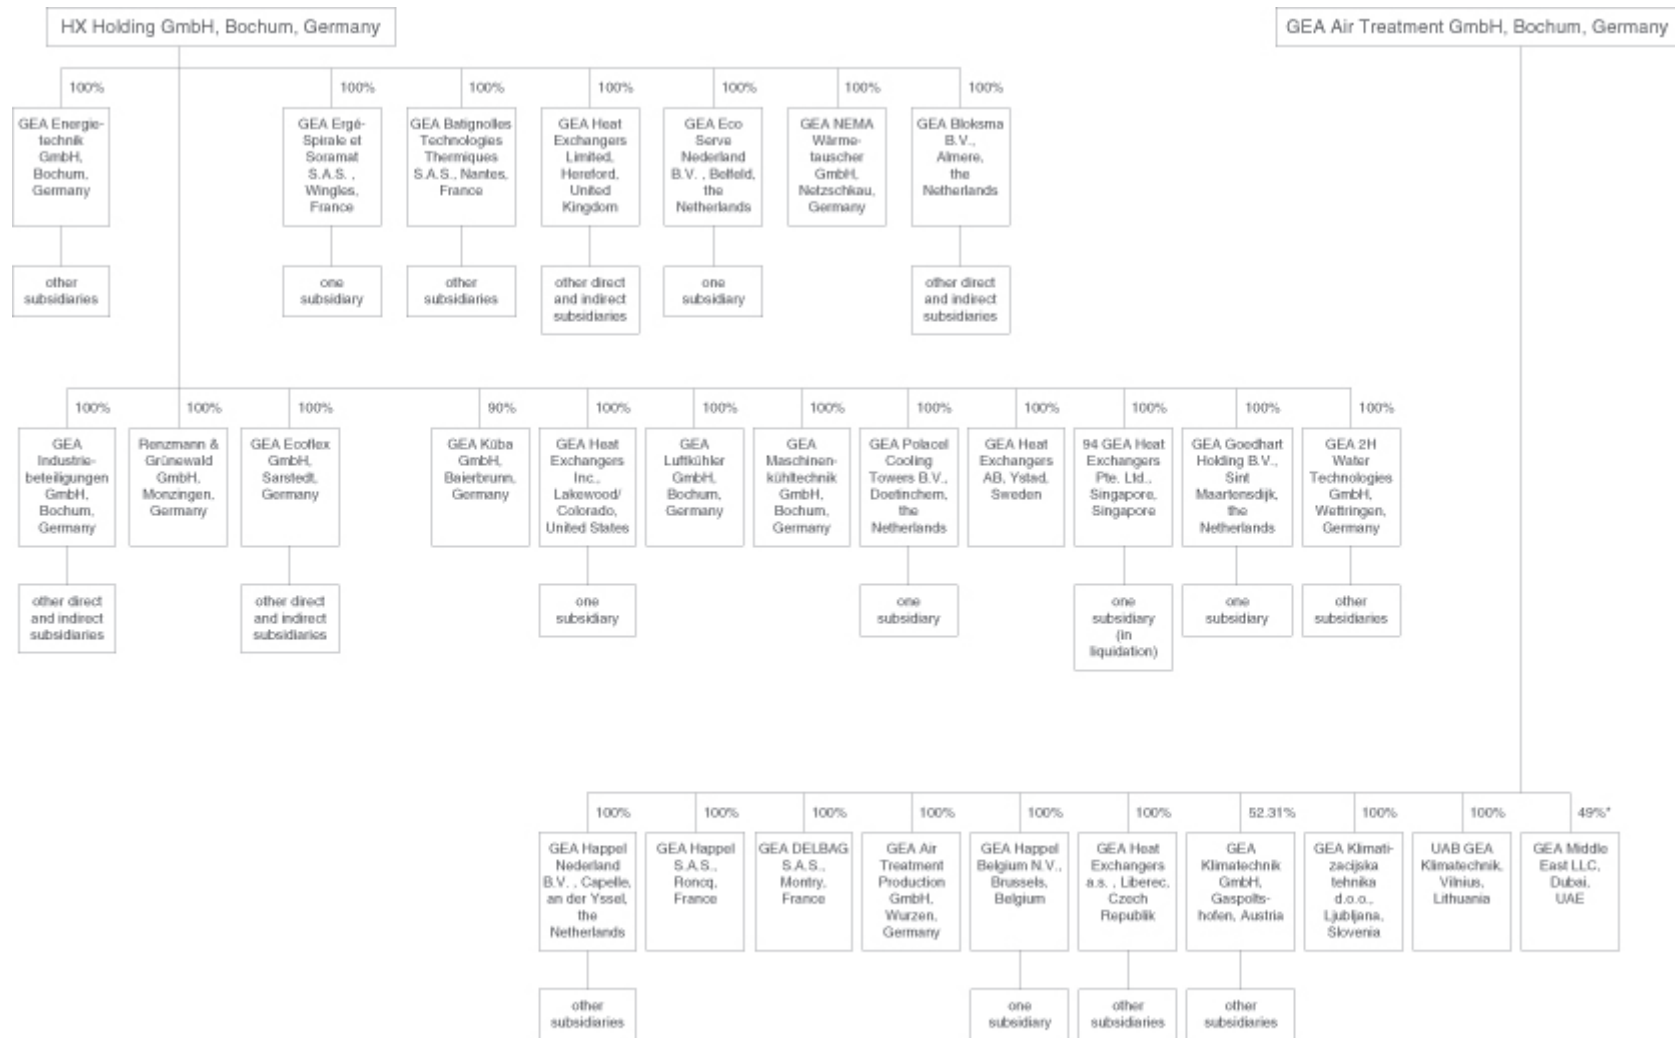 HX Holding GmbH, Bochum, Germany
GEA Air Treatment GmbH, Bochum, Germany
100%
100%
100%
100%
100%
100%
100%
GEA Energie-
technik
GmbH,
Bochum,
Germany
GEA Ergé-
Spirale et
Soramat
S.A.S. ,
Wingles,
France
GEA Batignolles
Technologies
Thermiques
S.A.S., Nantes,
France
GEA Heat
Exchangers
Limited,
Hereford,
United
Kingdom
GEA Eco
Serve
Nederland
B.V. , Belfeld,
the
Netherlands
GEA NEMA
Wärme-
tauscher
GmbH,
Netzschkau,
Germany
GEA Bloksma
B.V.,
Almere,
the
Netherlands
other
subsidiaries
one
subsidiary
other
subsidiaries
other direct
and indirect
subsidiaries
one
subsidiary
other direct
and indirect
subsidiaries
100%
100%
100%
90%
100%
100%
100%
100%
100%
100%
100%
100%
GEA
Industrie-
beteiligungen
GmbH,
Bochum,
Germany
Renzmann &
Grünewald
GmbH,
Monzingen,
Germany
GEA Ecoflex
GmbH,
Sarstedt,
Germany
GEA Küba
GmbH,
Baierbrunn,
Germany
GEA Heat
Exchangers
Inc.,
Lakewood/
Colorado,
United States
GEA
Luftkühler
GmbH,
Bochum,
Germany
GEA
Maschinen-
kühltechnik
GmbH,
Bochum,
Germany
GEA Polacel
Cooling
Towers B.V.,
Doetinchem,
the
Netherlands
GEA Heat
Exchangers
AB, Ystad,
Sweden
94 GEA Heat
Exchangers
Pte. Ltd.,
Singapore,
Singapore
GEA Goedhart
Holding B.V.,
Sint
Maartensdijk,
the
Netherlands
GEA 2H
Water
Technologies
GmbH,
Wettringen,
Germany
other direct
and indirect
subsidiaries
other direct
and indirect
subsidiaries
one
subsidiary
one
subsidiary
one
subsidiary
(in
liquidation)
one
subsidiary
other
subsidiaries
100%
100%
100%
100%
100%
100%
52.31%
100%
100%
49%*
GEA Happel
Nederland
B.V. , Capelle,
an der Yssel,
the
Netherlands
GEA Happel
S.A.S.,
Roncq,
France
GEA DELBAG
S.A.S.,
Montry,
France
GEA Air
Treatment
Production
GmbH,
Wurzen,
Germany
GEA Happel
Belgium N.V.,
Brussels,
Belgium
GEA Heat
Exchangers
a.s. , Liberec,
Czech
Republik
GEA
Klimatechnik
GmbH,
Gaspolts-
hofen, Austria
GEA Klimati-
zacijska
tehnika
d.o.o.,
Ljubljana,
Slovenia
UAB GEA
Klimatechnik,
Vilnius,
Lithuania
GEA Middle
East LLC,
Dubai,
UAE
other
subsidiaries
one
subsidiary
other
subsidiaries
other
subsidiaries